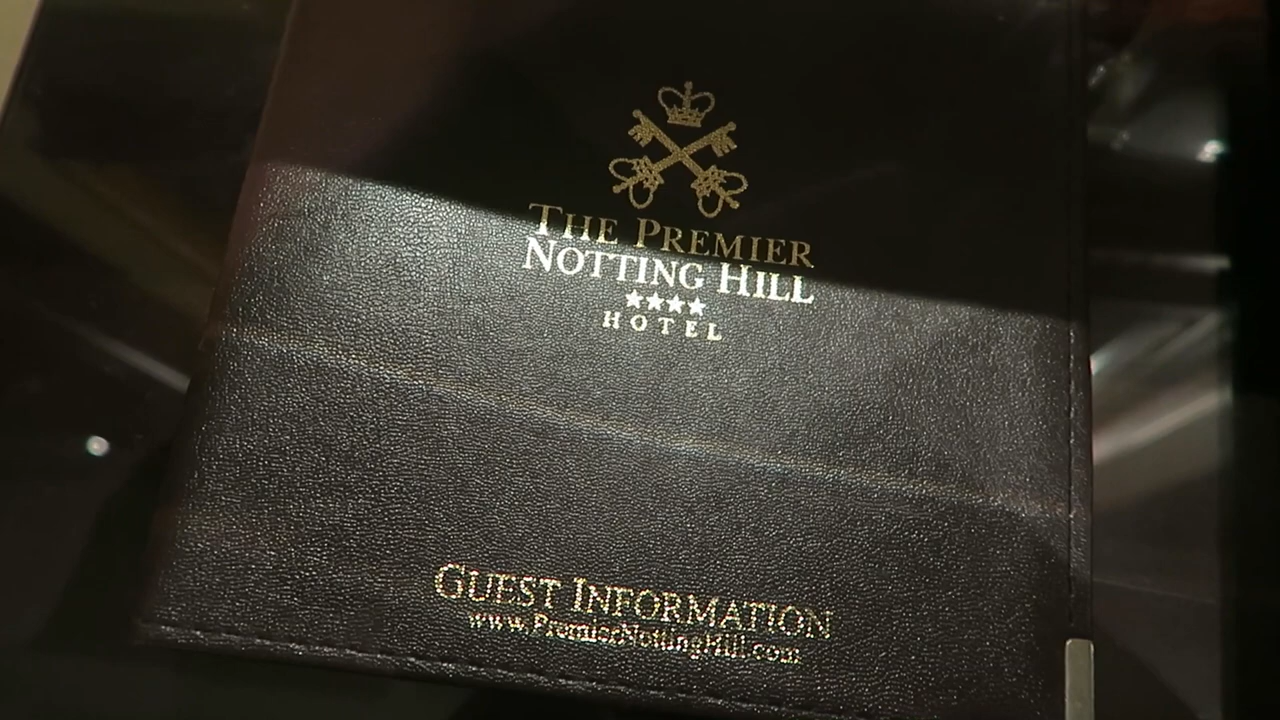 THE PREMIER
NOTTING HILL
★★★★
HOTEL
GUEST INFORMATION
www.PremierNottingHill.com